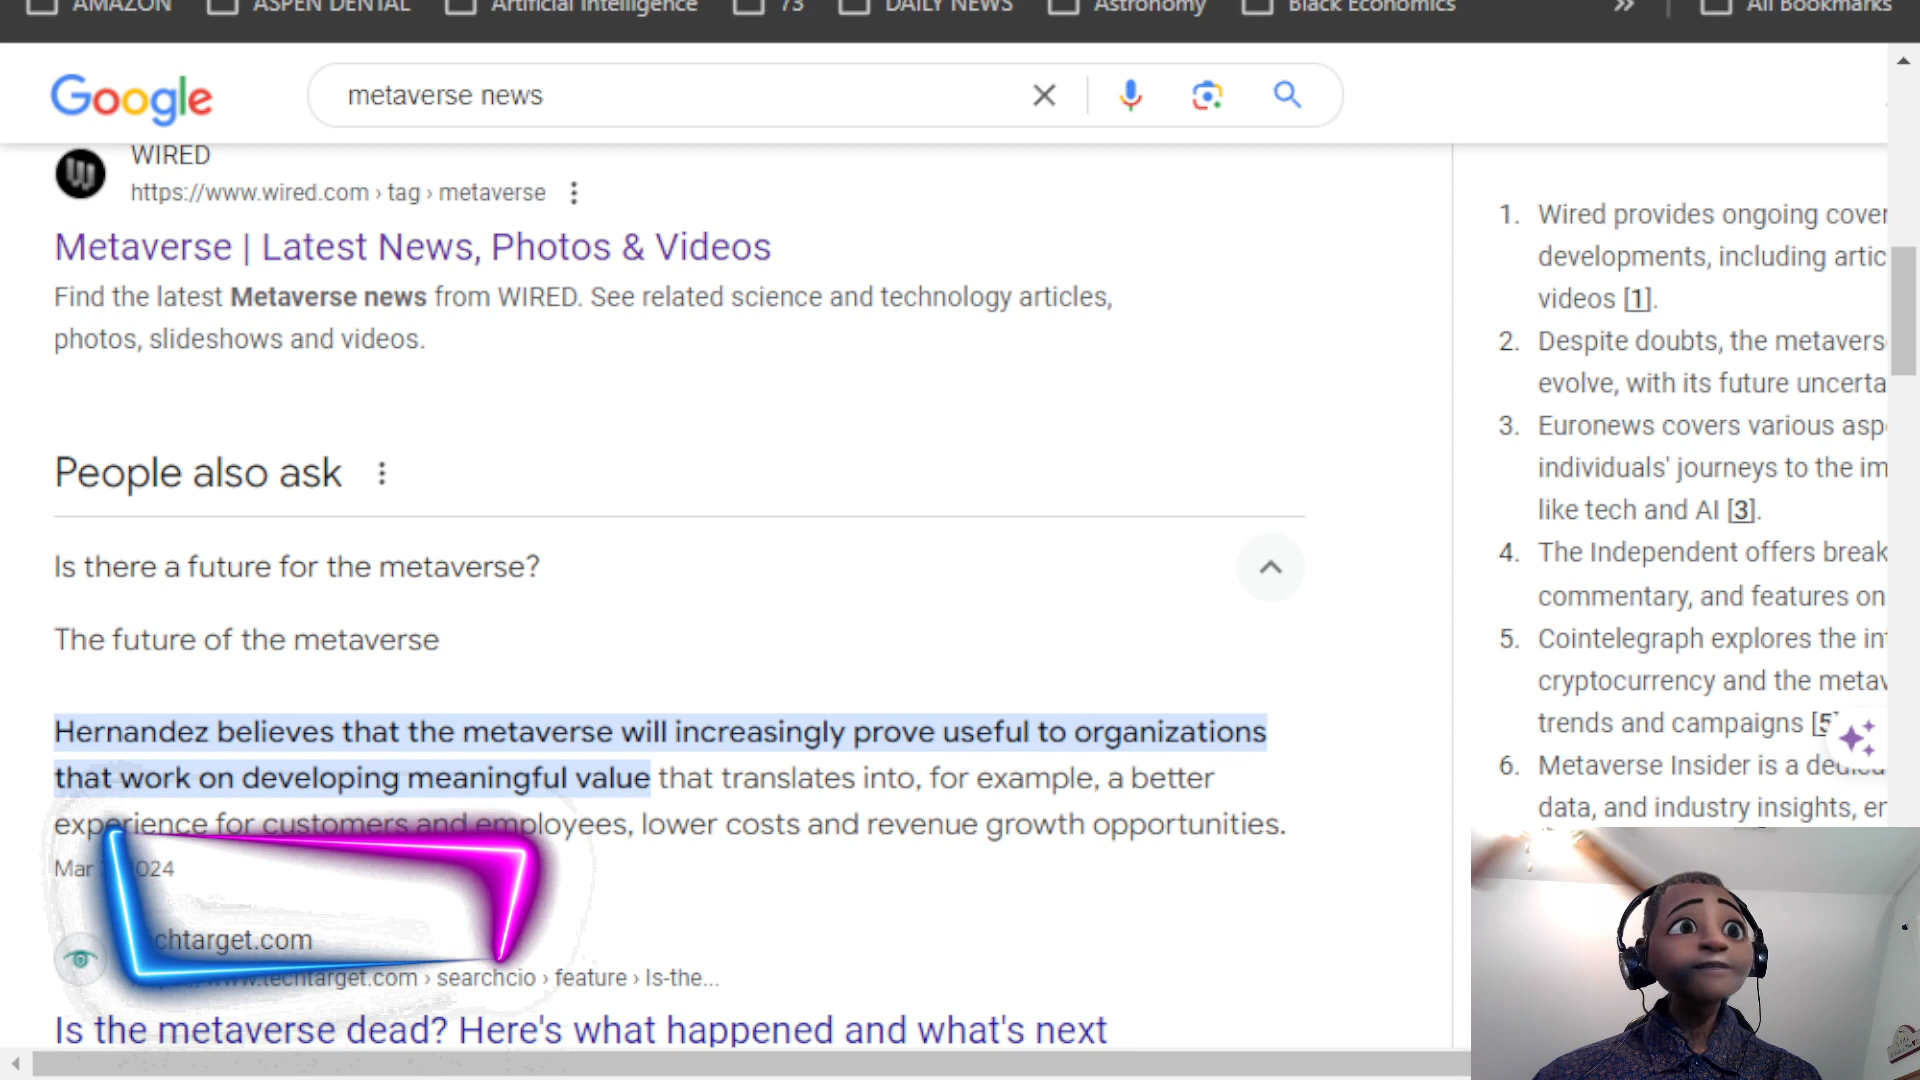 AMAZON ASPEN DENTAL Artificial Intelligence 73 DAILY NEWS Astronomy Black Economics » All Bookmarks
Google metaverse news
WIRED
https://www.wired.com › tag › metaverse
Metaverse | Latest News, Photos & Videos
Find the latest Metaverse news from WIRED. See related science and technology articles,
photos, slideshows and videos.
People also ask
Is there a future for the metaverse?
The future of the metaverse
Hernandez believes that the metaverse will increasingly prove useful to organizations
that work on developing meaningful value that translates into, for example, a better
experience for customers and employees, lower costs and revenue growth opportunities.
Mar 2024
chtarget.com
www.techtarget.com › searchcio › feature › Is-the...
Is the metaverse dead? Here's what happened and what's next
1. Wired provides ongoing cover
developments, including artic
videos [1].
2. Despite doubts, the metavers
evolve, with its future uncerta
3. Euronews covers various asp
individuals' journeys to the im
like tech and AI [3].
4. The Independent offers break
commentary, and features on
5. Cointelegraph explores the in
cryptocurrency and the metav
trends and campaigns [5]
6. Metaverse Insider is a
data, and industry insights, er